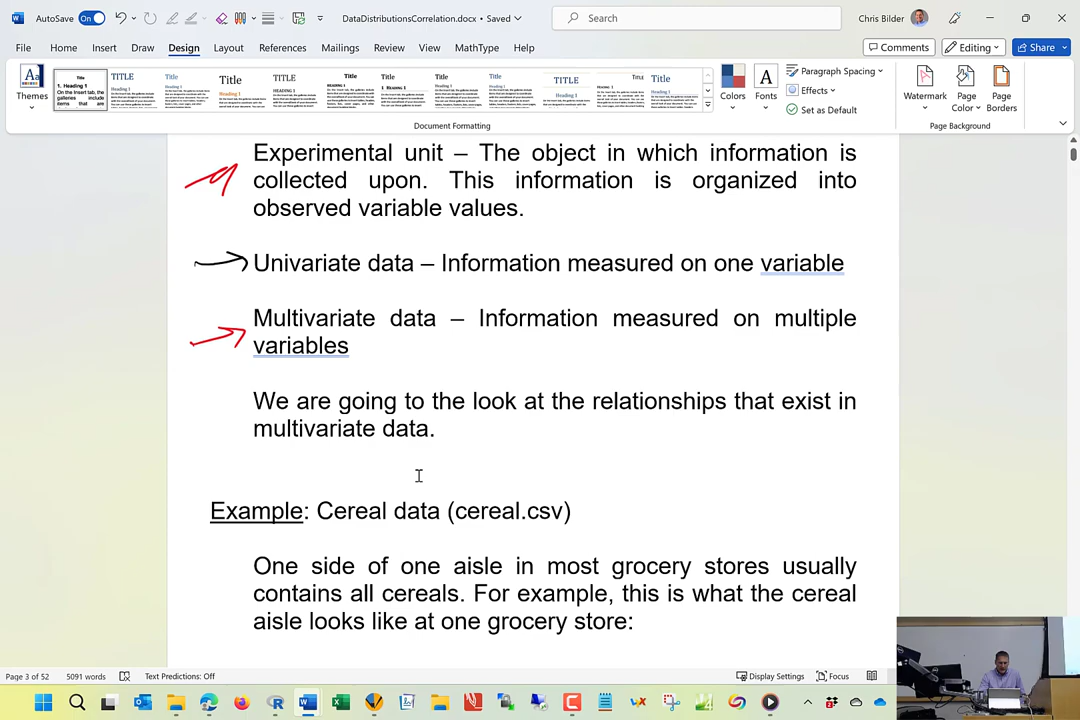 AutoSave On DataDistributionsCorrelation.docx • Saved Search Chris Bilder
File Home Insert Draw Design Layout References Mailings Review View MathType Help Comments Editing Share
Themes Colors Fonts Paragraph Spacing Effects Set as Default Watermark Page Color Page Borders
Document Formatting Page Background
Experimental unit – The object in which information is
collected upon. This information is organized into
observed variable values.
Univariate data – Information measured on one variable
Multivariate data – Information measured on multiple
variables
We are going to the look at the relationships that exist in
multivariate data.
Example: Cereal data (cereal.csv)
One side of one aisle in most grocery stores usually
contains all cereals. For example, this is what the cereal
aisle looks like at one grocery store:
Page 3 of 52 5091 words Text Predictions: Off Display Settings Focus